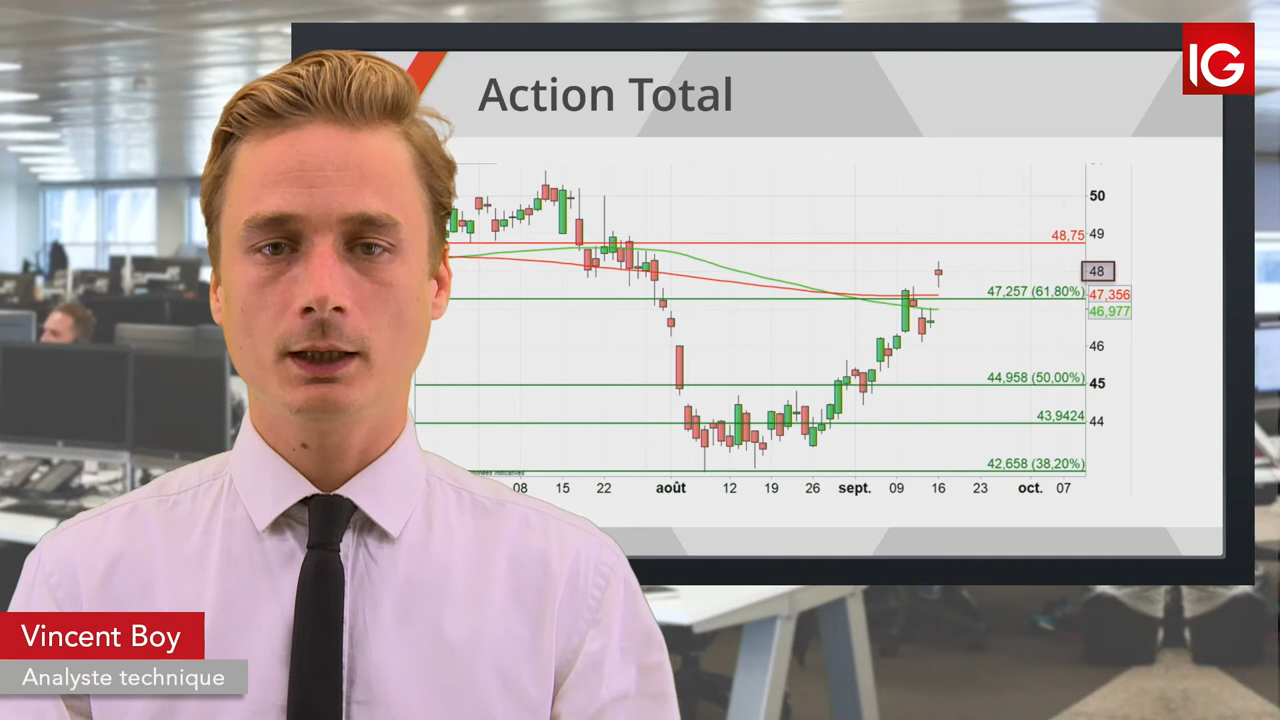 IG
Action Total
50
48,75
49
48
47,257 (61,80%)
47,356
46,977
46
44,958 (50,00%)
45
43,9424
44
42,658 (38,20%)
données indicatives
08 15 22 août 12 19 26 sept. 09 16 23 oct. 07
Vincent Boy
Analyste technique